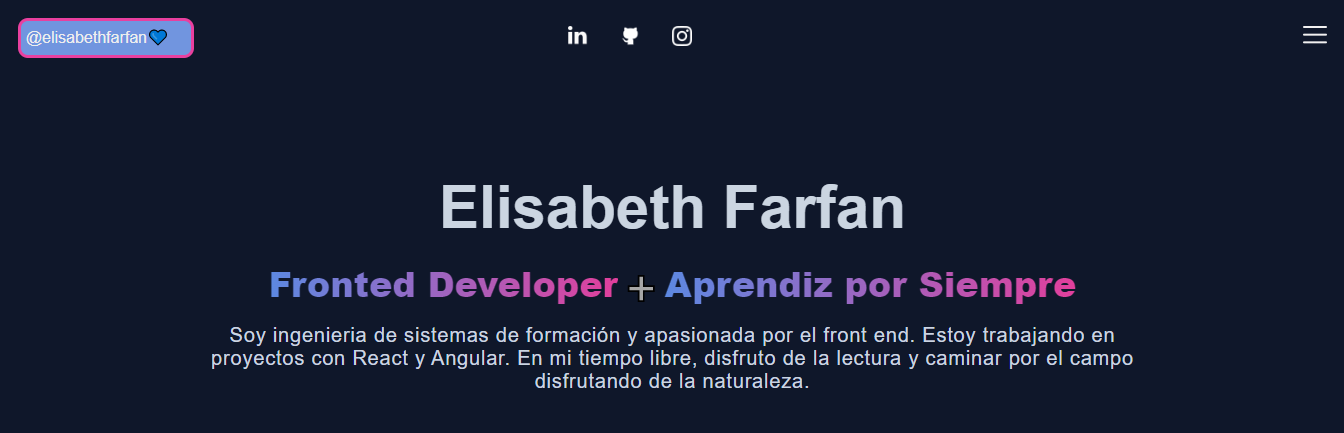 @elisabethfarfan💙
in
Elisabeth Farfan
Fronted Developer + Aprendiz por Siempre
Soy ingenieria de sistemas de formación y apasionada por el front end. Estoy trabajando en
proyectos con React y Angular. En mi tiempo libre, disfruto de la lectura y caminar por el campo
disfrutando de la naturaleza.